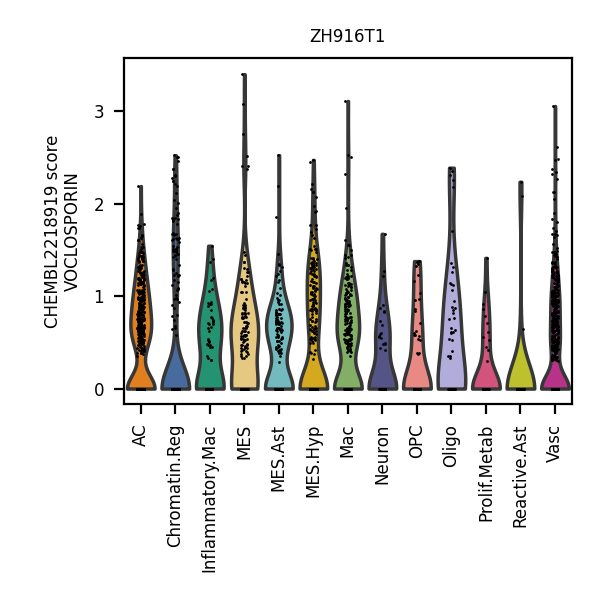 ZH916T1
CHEMBL2218919 score
VOCLOSPORIN
3
2
1
0
AC
Chromatin.Reg
Inflammatory.Mac
MES
MES.Ast
MES.Hyp
Mac
Neuron
OPC
Oligo
Prolif.Metab
Reactive.Ast
Vasc